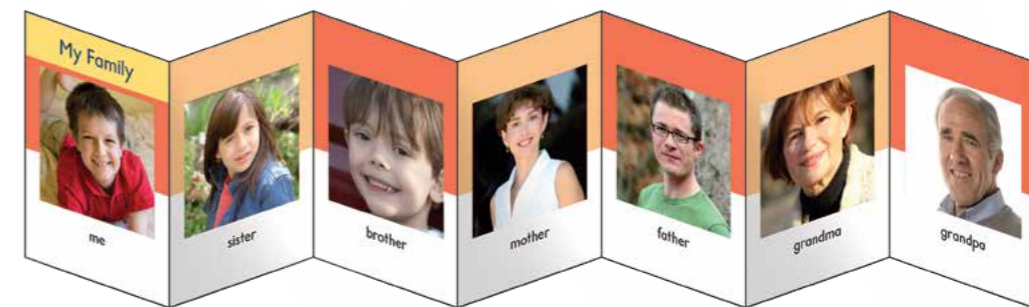 My Family
me
sister
brother
mother
father
grandma
grandpa